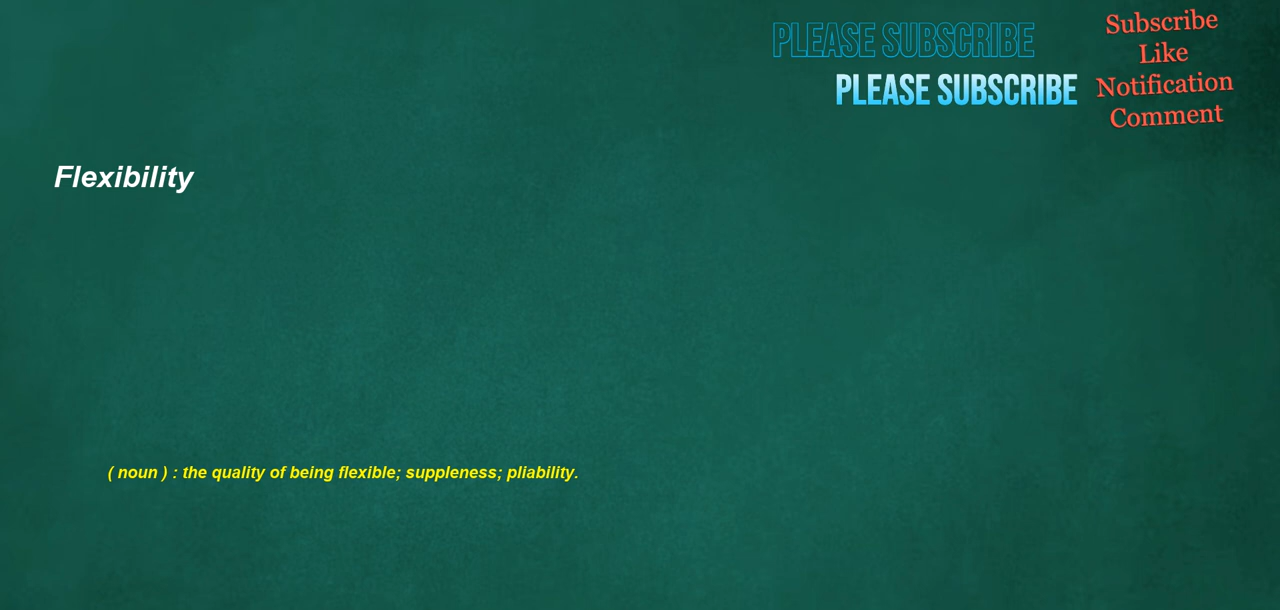 PLEASE SUBSCRIBE
PLEASE SUBSCRIBE
Subscribe
Like
Notification
Comment
Flexibility
( noun ) : the quality of being flexible; suppleness; pliability.